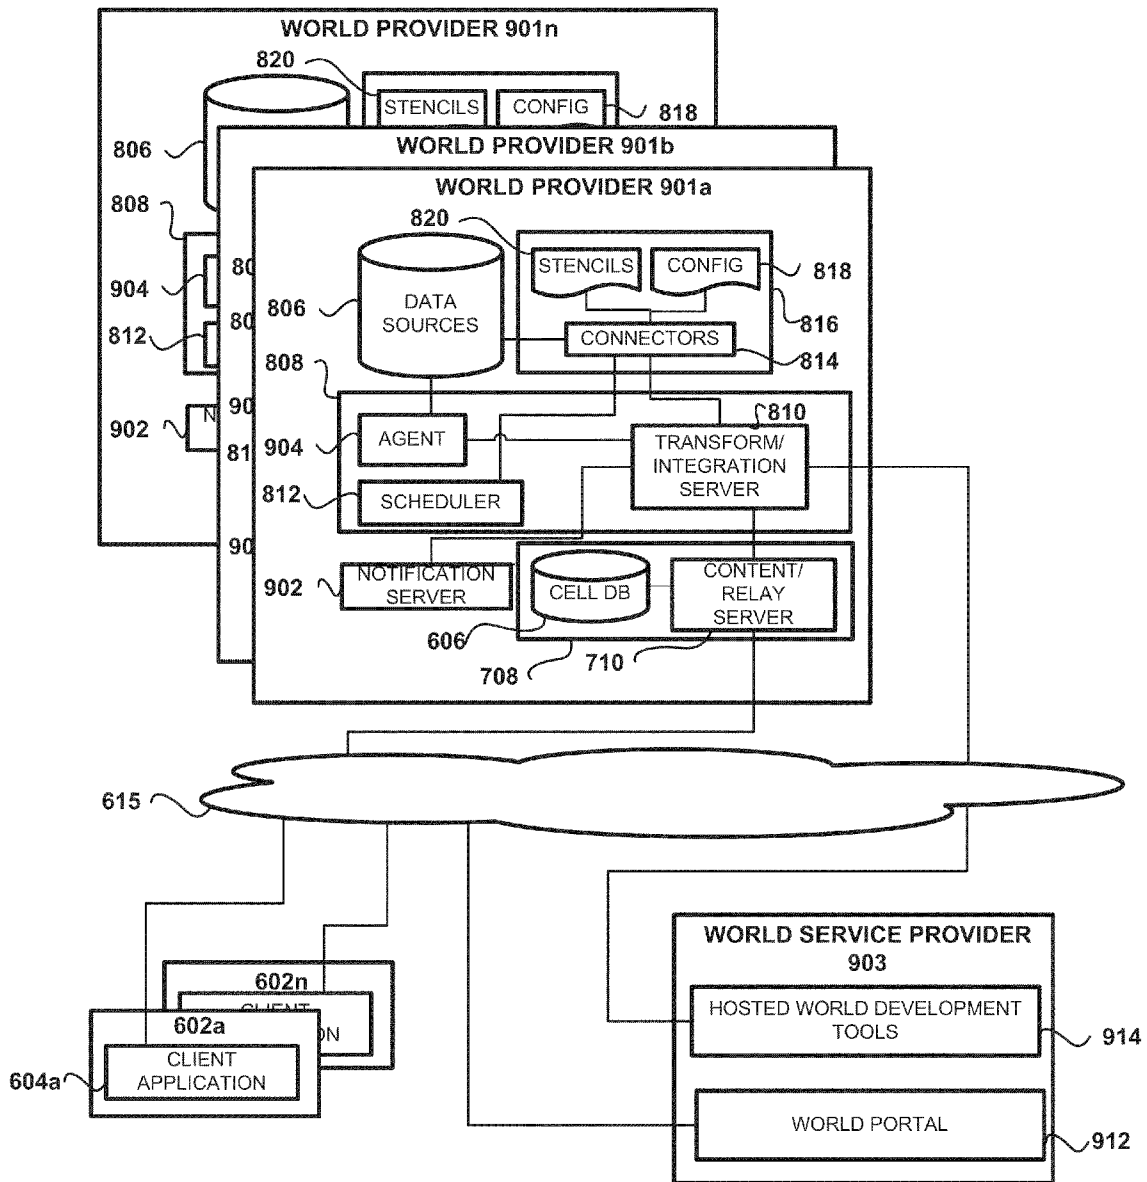 WORLD PROVIDER 901n
820
STENCILS
CONFIG
818
806
WORLD PROVIDER 901b
WORLD PROVIDER 901a
808
820
STENCILS
CONFIG
818
904
806
DATA
SOURCES
816
812
CONNECTORS
814
808
902
810
904
AGENT
TRANSFORM/
INTEGRATION
SERVER
812
SCHEDULER
902
NOTIFICATION
SERVER
CELL DB
CONTENT/
RELAY
SERVER
606
710
708
615
WORLD SERVICE PROVIDER
903
602n
HOSTED WORLD DEVELOPMENT
TOOLS
914
602a
CLIENT
APPLICATION
604a
WORLD PORTAL
912